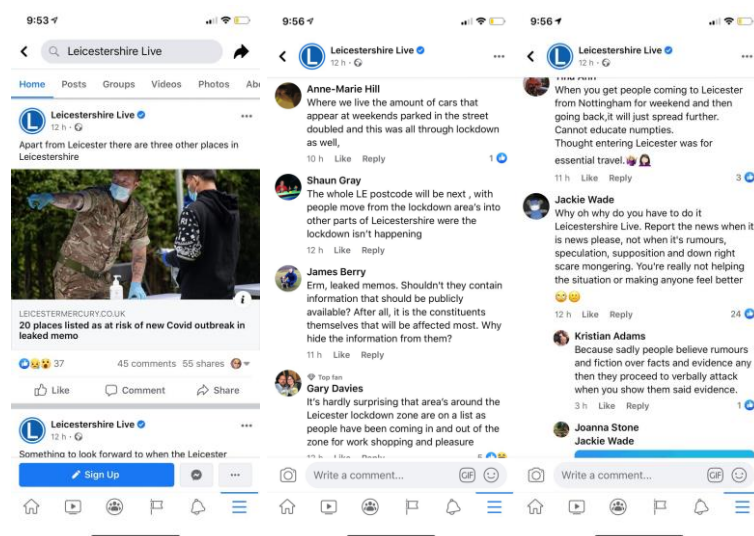 9:53
Leicestershire Live
Home Posts Groups Videos Photos Abo
Leicestershire Live
12 h
Apart from Leicester there are three other places in
Leicestershire
LEICESTERMERCURY.CO.UK
20 places listed as at risk of new Covid outbreak in
leaked memo
37 45 comments 55 shares
Like Comment Share
Leicestershire Live
12 h
Something to look forward to when the Leicester
Sign Up
9:56
Leicestershire Live
12 h
Anne-Marie Hill
Where we live the amount of cars that
appear at weekends parked in the street
doubled and this was all through lockdown
as well,
10 h Like Reply 1
Shaun Gray
The whole LE postcode will be next , with
people move from the lockdown area's into
other parts of Leicestershire were the
lockdown isn't happening
12 h Like Reply
James Berry
Erm, leaked memos. Shouldn't they contain
information that should be publicly
available? After all, it is the constituents
themselves that will be affected most. Why
hide the information from them?
11 h Like Reply
Top fan
Gary Davies
It's hardly surprising that area's around the
Leicester lockdown zone are on a list as
people have been coming in and out of the
zone for work shopping and pleasure
12 h Like Reply 5
Write a comment...
GIF
9:56
Leicestershire Live
12 h
Tina Ann
When you get people coming to Leicester
from Nottingham for weekend and then
going back,it will just spread further.
Cannot educate numpties.
Thought entering Leicester was for
essential travel.
11 h Like Reply 3
Jackie Wade
Why oh why do you have to do it
Leicestershire Live. Report the news when it
is news please, not when it's rumours,
speculation, supposition and down right
scare mongering. You're really not helping
the situation or making anyone feel better
12 h Like Reply 24
Kristian Adams
Because sadly people believe rumours
and fiction over facts and evidence any
then they proceed to verbally attack
when you show them said evidence.
3 h Like Reply 1
Joanna Stone
Jackie Wade
Write a comment...
GIF